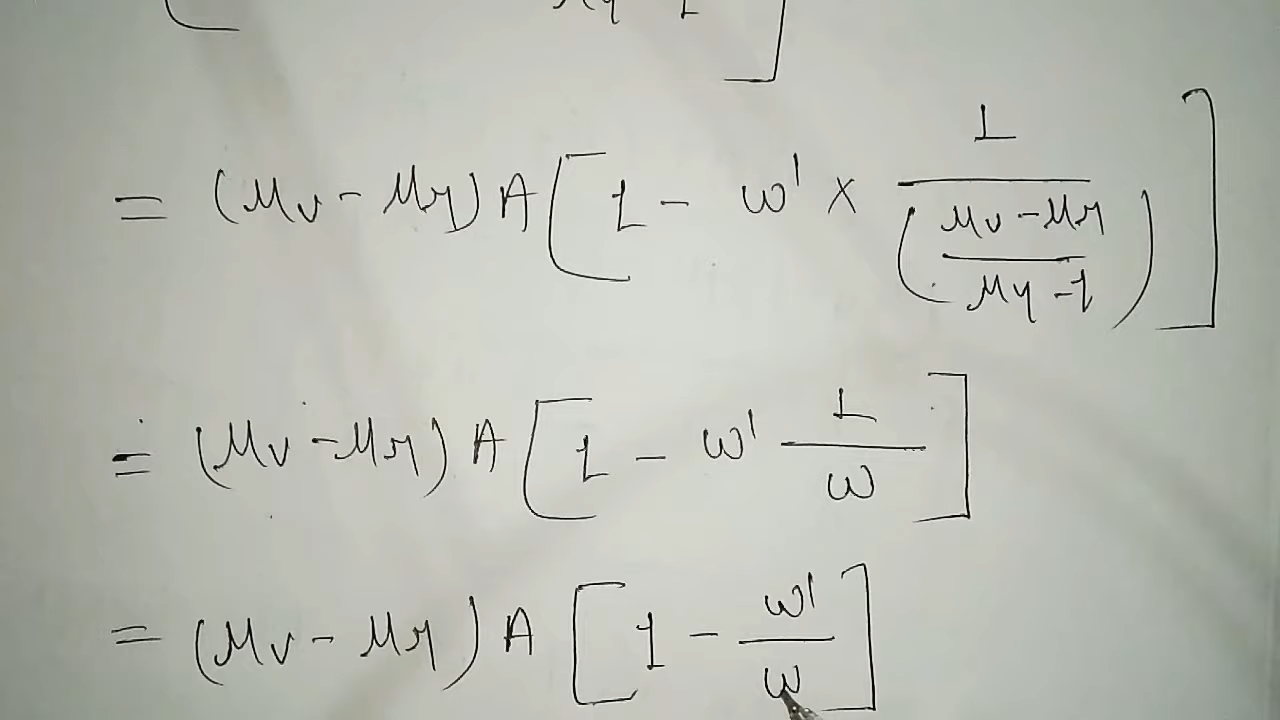 = (μv - μr) A [ 1 - ω' × 1 / ( (μv - μr) / (μy - 1) ) ]
= (μv - μr) A [ 1 - ω' 1 / ω ]
= (μv - μr) A [ 1 - ω' / ω ]